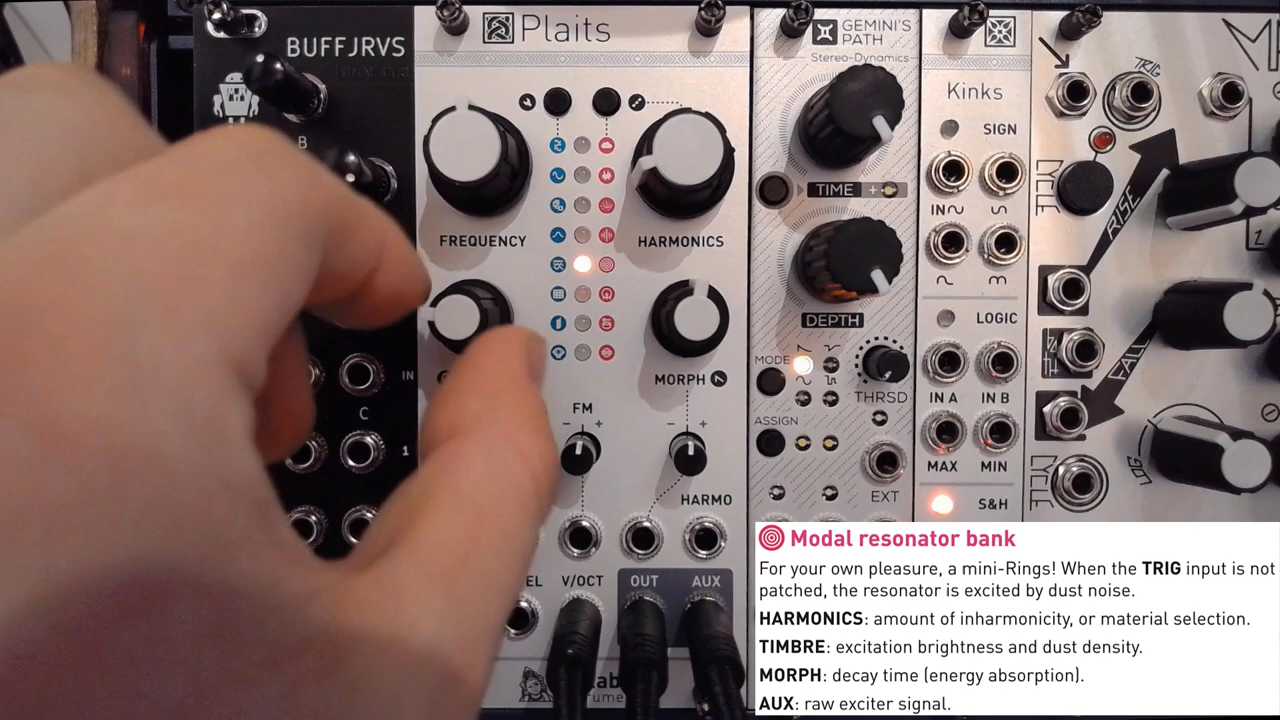 BUFFJRVS
B
IN
C
1
Plaits
FREQUENCY
HARMONICS
MORPH
FM
- +
- +
HARMO
V/OCT
OUT
AUX
GEMINI'S
PATH
Stereo-Dynamics
TIME +
DEPTH
MODE
THRSD
ASSIGN
EXT
Kinks
SIGN
IN
LOGIC
IN A
IN B
MAX
MIN
S&H
TRIG
CYCLE
RISE
1
FALL
CYCLE
Modal resonator bank
For your own pleasure, a mini-Rings! When the TRIG input is not
patched, the resonator is excited by dust noise.
HARMONICS: amount of inharmonicity, or material selection.
TIMBRE: excitation brightness and dust density.
MORPH: decay time (energy absorption).
AUX: raw exciter signal.